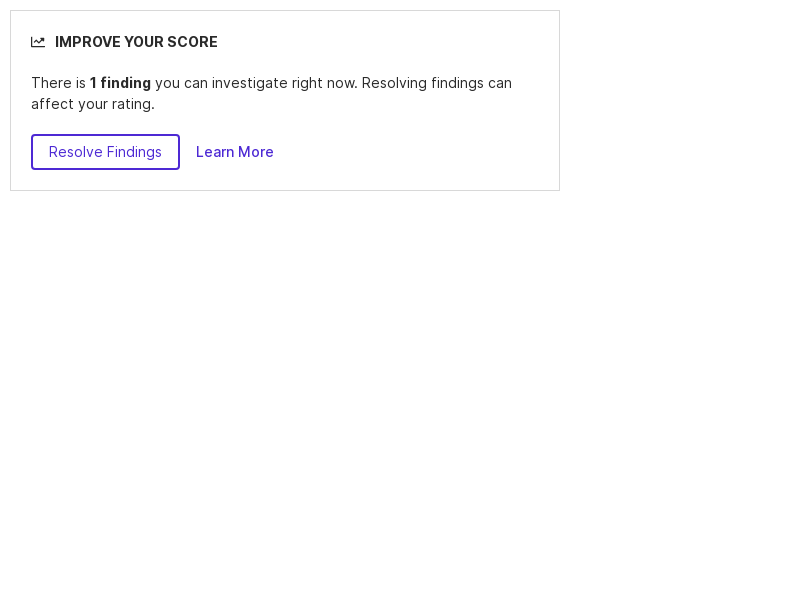 IMPROVE YOUR SCORE
There is 1 finding you can investigate right now. Resolving findings can
affect your rating.
Resolve Findings
Learn More